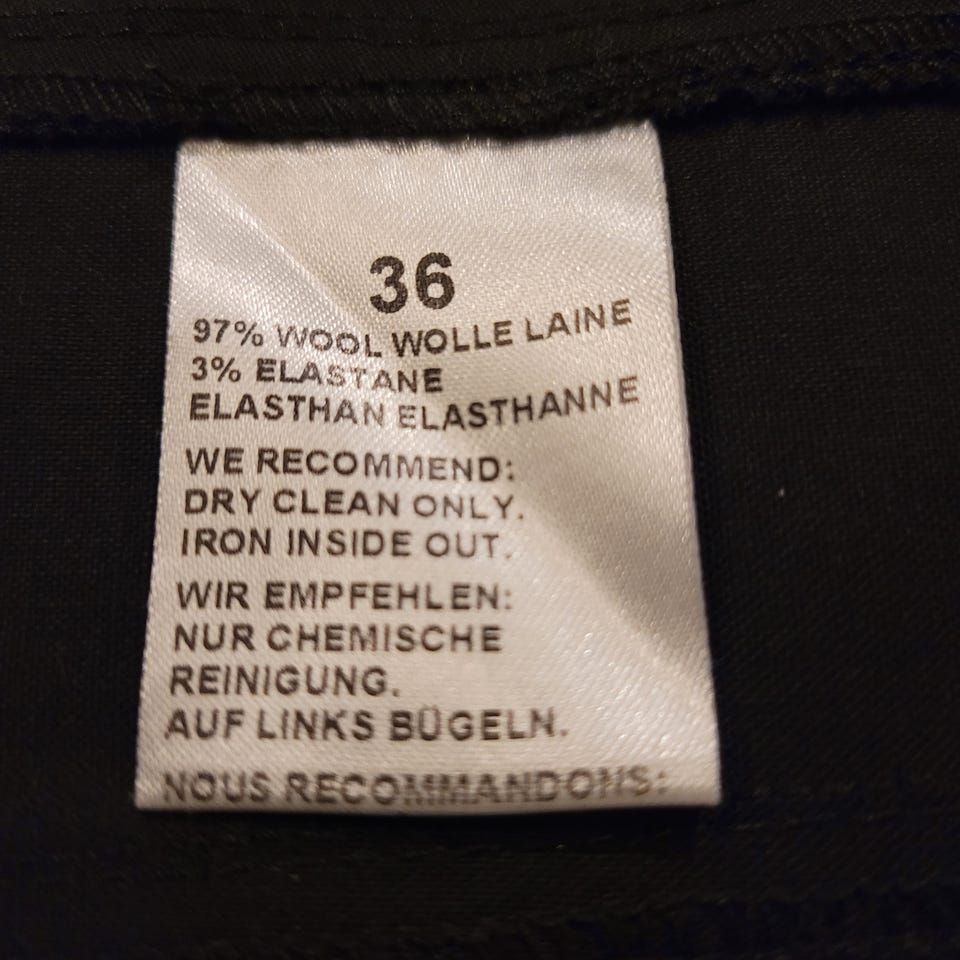 36
97% WOOL WOLLE LAINE
3% ELASTANE
ELASTHAN ELASTHANNE
WE RECOMMEND:
DRY CLEAN ONLY.
IRON INSIDE OUT.
WIR EMPFEHLEN:
NUR CHEMISCHE
REINIGUNG.
AUF LINKS BÜGELN.
NOUS RECOMMANDONS: